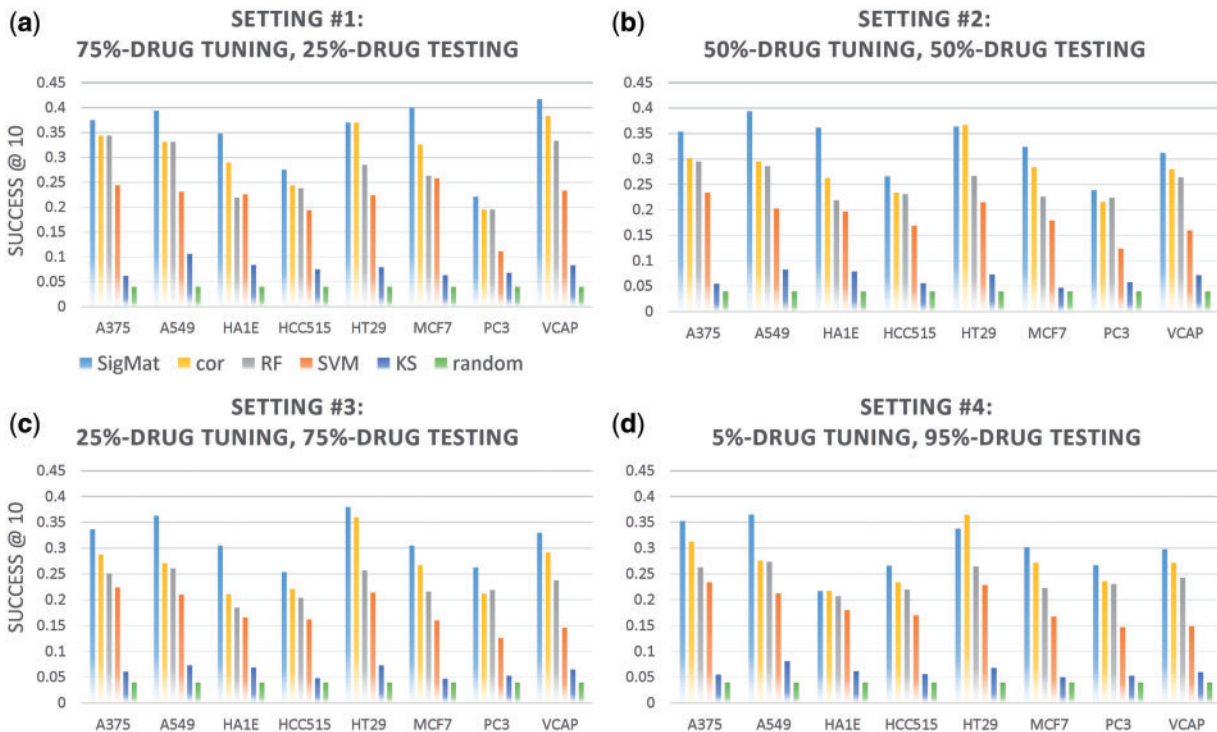 (a)
SETTING #1:
75%-DRUG TUNING, 25%-DRUG TESTING
SUCCESS @ 10
0.45
0.4
0.35
0.3
0.25
0.2
0.15
0.1
0.05
0
A375 A549 HA1E HCC515 HT29 MCF7 PC3 VCAP
SigMat cor RF SVM KS random
(b)
SETTING #2:
50%-DRUG TUNING, 50%-DRUG TESTING
0.45
0.4
0.35
0.3
0.25
0.2
0.15
0.1
0.05
0
A375 A549 HA1E HCC515 HT29 MCF7 PC3 VCAP
(c)
SETTING #3:
25%-DRUG TUNING, 75%-DRUG TESTING
SUCCESS @ 10
0.45
0.4
0.35
0.3
0.25
0.2
0.15
0.1
0.05
0
A375 A549 HA1E HCC515 HT29 MCF7 PC3 VCAP
(d)
SETTING #4:
5%-DRUG TUNING, 95%-DRUG TESTING
0.45
0.4
0.35
0.3
0.25
0.2
0.15
0.1
0.05
0
A375 A549 HA1E HCC515 HT29 MCF7 PC3 VCAP